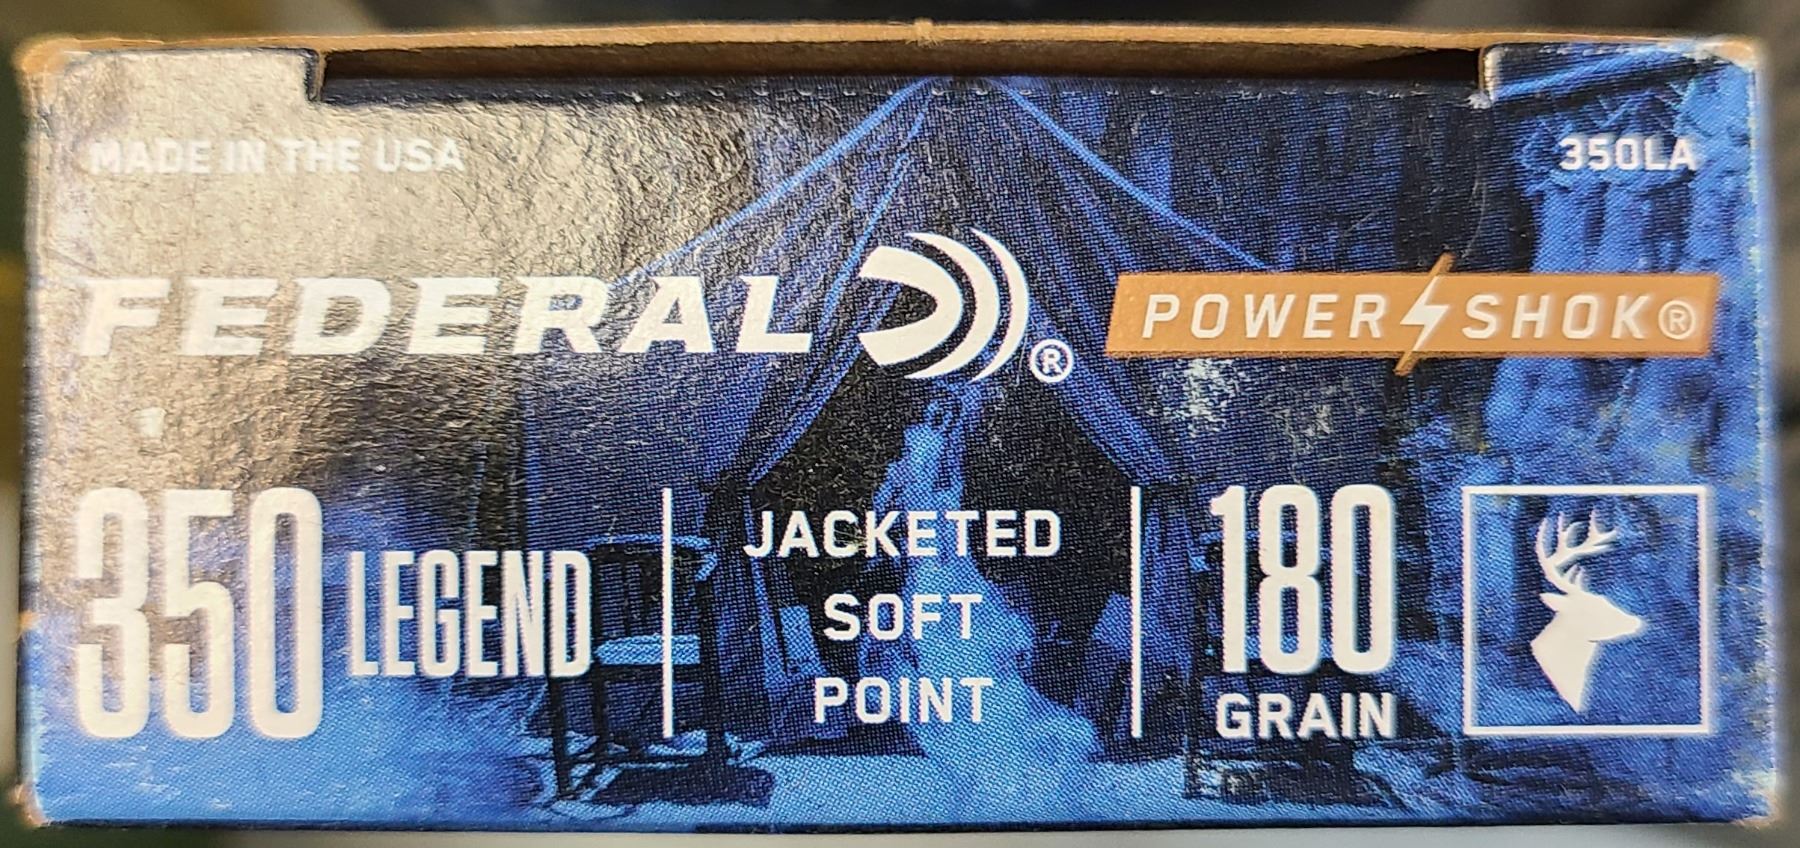 MADE IN THE USA
350LA
FEDERAL ®
POWER SHOK®
350 LEGEND
JACKETED
SOFT
POINT
180
GRAIN